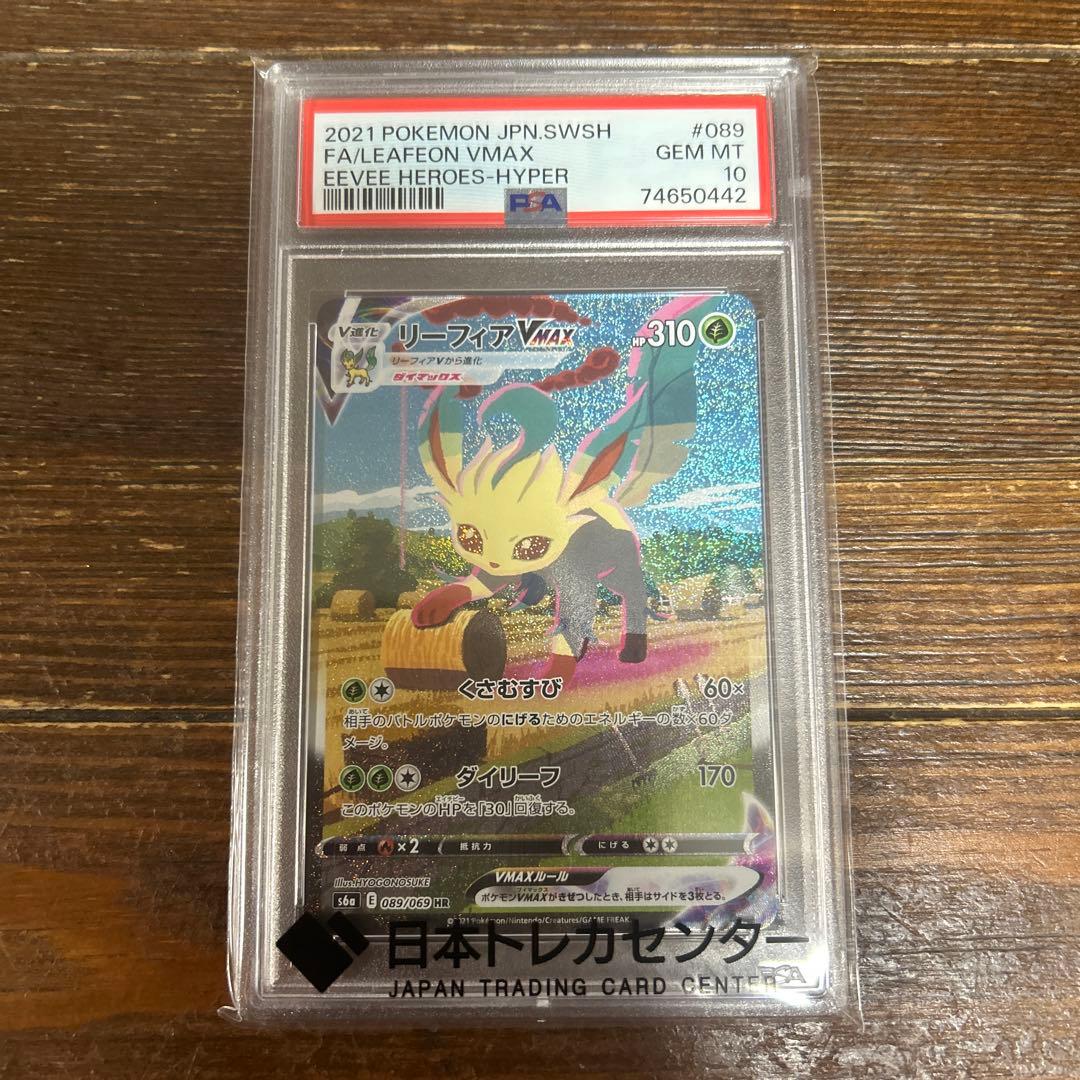 2021 POKEMON JPN.SWSH #089
FA/LEAFEON VMAX GEM MT
EEVEE HEROES-HYPER 10
PSA 74650442
V進化 リーフィアVMAX HP310
リーフィアVから進化
ダイマックス
くさむすび 60×
相手のバトルポケモンのにげるためのエネルギーの数×60ダ
メージ。
ダイリーフ 170
このポケモンのHPを「30」回復する。
弱点 ×2 抵抗力 にげる
VMAXルール
Illus.HYOGONOSUKE
ポケモンVMAXがきぜつしたとき、相手はサイドを3枚とる。
s6a E 089/069 HR
©2021 Pokémon/Nintendo/Creatures/GAME FREAK
日本トレカセンター
JAPAN TRADING CARD CENTER
PSA